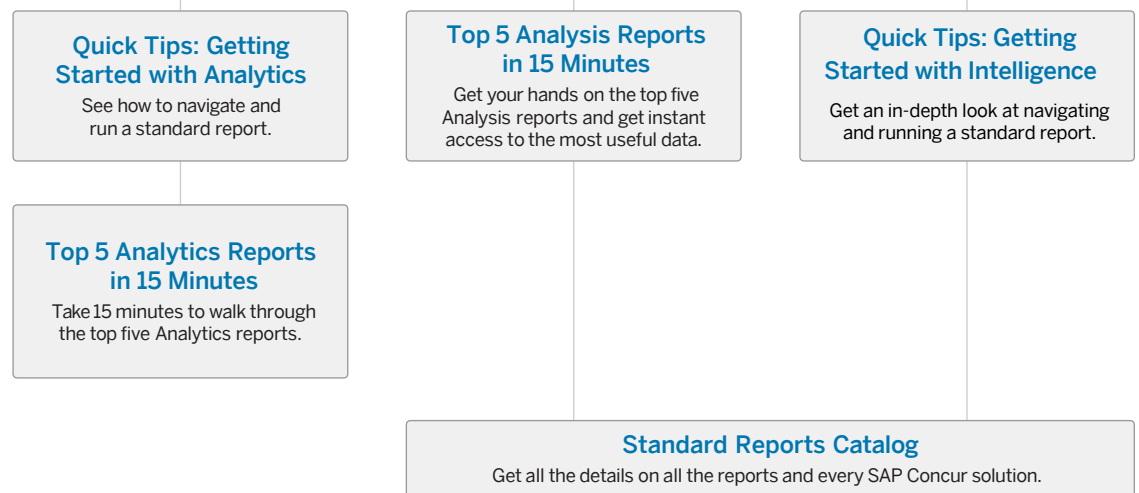 Quick Tips: Getting
Started with Analytics
See how to navigate and
run a standard report.
Top 5 Analysis Reports
in 15 Minutes
Get your hands on the top five
Analysis reports and get instant
access to the most useful data.
Quick Tips: Getting
Started with Intelligence
Get an in-depth look at navigating
and running a standard report.
Top 5 Analytics Reports
in 15 Minutes
Take 15 minutes to walk through
the top five Analytics reports.
Standard Reports Catalog
Get all the details on all the reports and every SAP Concur solution.